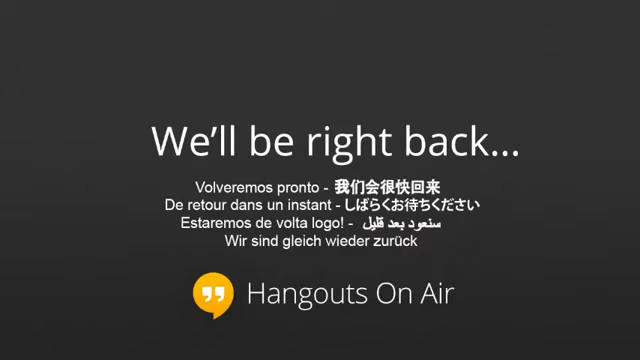 We'll be right back...
Volveremos pronto - 我们会很快回来
De retour dans un instant - しばらくお待ちください
Estaremos de volta logo! - سنعود بعد قليل
Wir sind gleich wieder zurück
Hangouts On Air